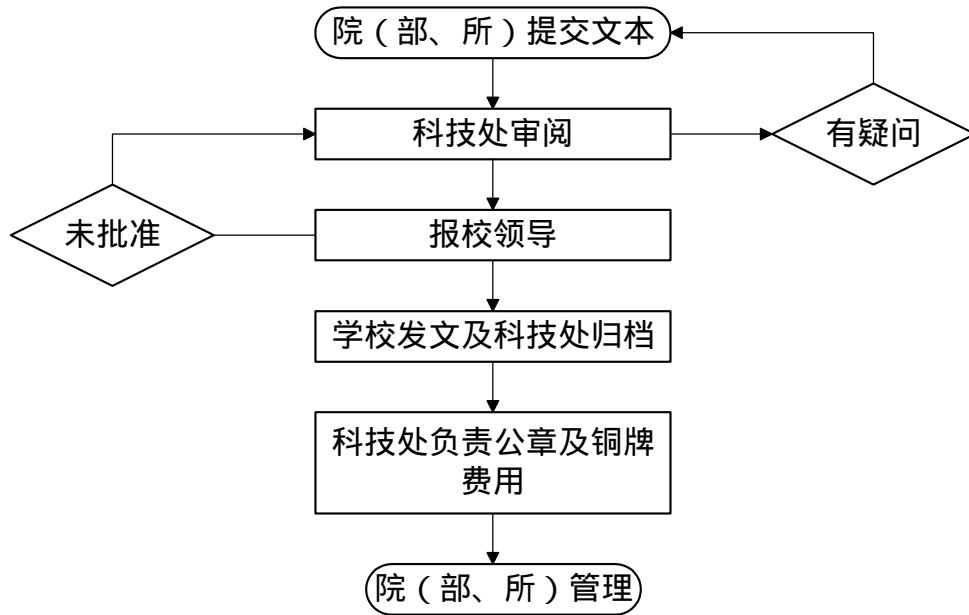 院（部、所）提交文本
科技处审阅
有疑问
未批准
报校领导
学校发文及科技处归档
科技处负责公章及铜牌
费用
院（部、所）管理